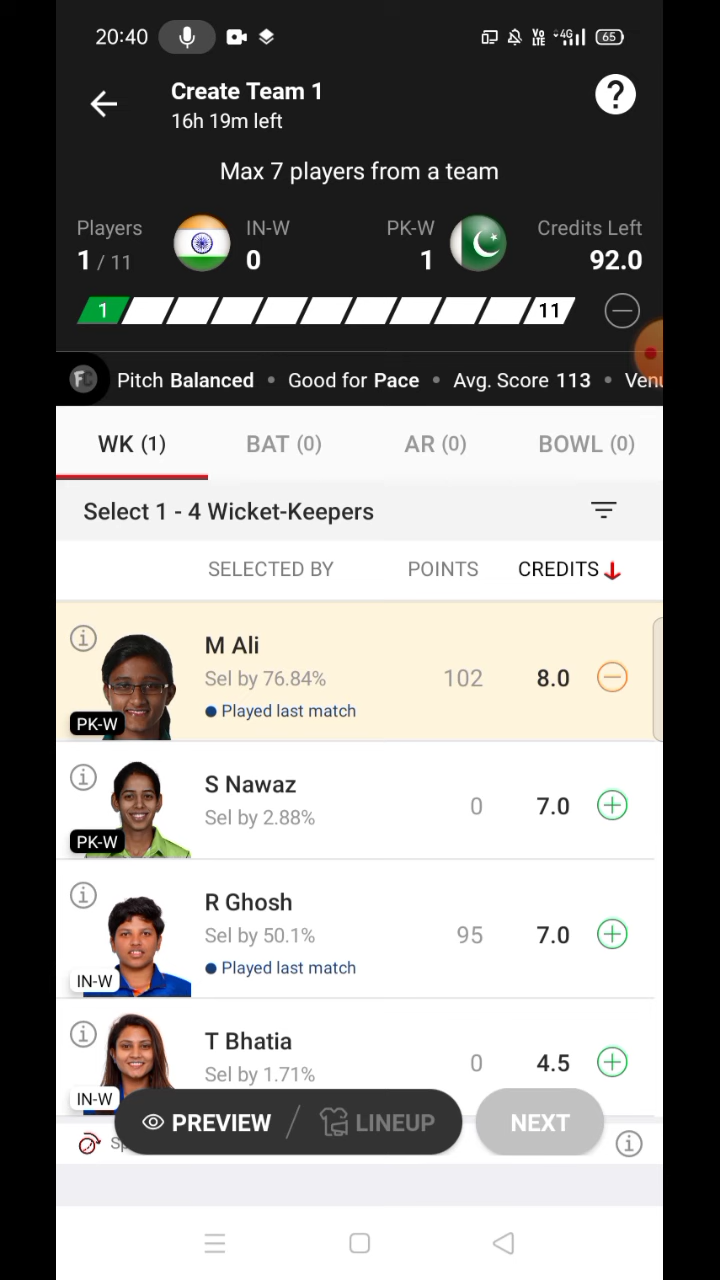 20:40
VO LTE 4G 65
Create Team 1
16h 19m left
?
Max 7 players from a team
Players IN-W PK-W Credits Left
1 / 11 0 1 92.0
1 11
FC Pitch Balanced • Good for Pace • Avg. Score 113 • Venu
WK (1) BAT (0) AR (0) BOWL (0)
Select 1 - 4 Wicket-Keepers
SELECTED BY POINTS CREDITS
M Ali
Sel by 76.84% 102 8.0
Played last match
PK-W
S Nawaz
Sel by 2.88% 0 7.0
PK-W
R Ghosh
Sel by 50.1% 95 7.0
Played last match
IN-W
T Bhatia
Sel by 1.71% 0 4.5
IN-W
PREVIEW / LINEUP NEXT